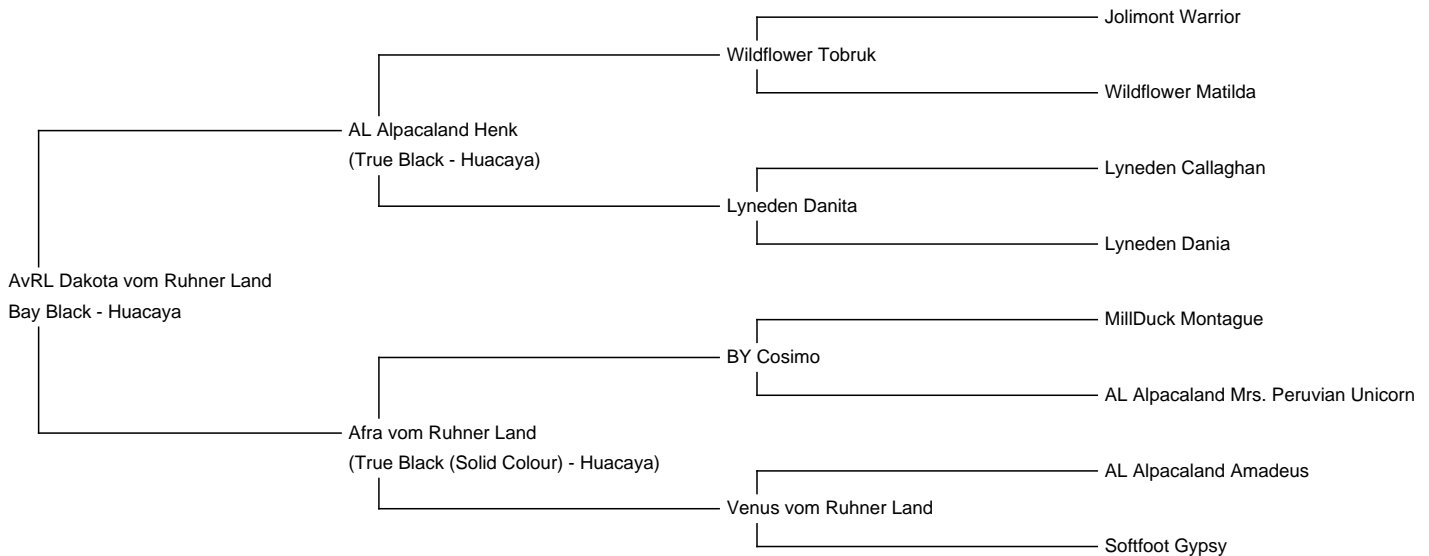 Jolimont Warrior
Wildflower Tobruk
Wildflower Matilda
AL Alpacaland Henk
(True Black - Huacaya)
Lyneden Callaghan
Lyneden Danita
Lyneden Dania
AvRL Dakota vom Ruhner Land
Bay Black - Huacaya
MillDuck Montague
BY Cosimo
AL Alpacaland Mrs. Peruvian Unicorn
Afra vom Ruhner Land
(True Black (Solid Colour) - Huacaya)
AL Alpacaland Amadeus
Venus vom Ruhner Land
Softfoot Gypsy